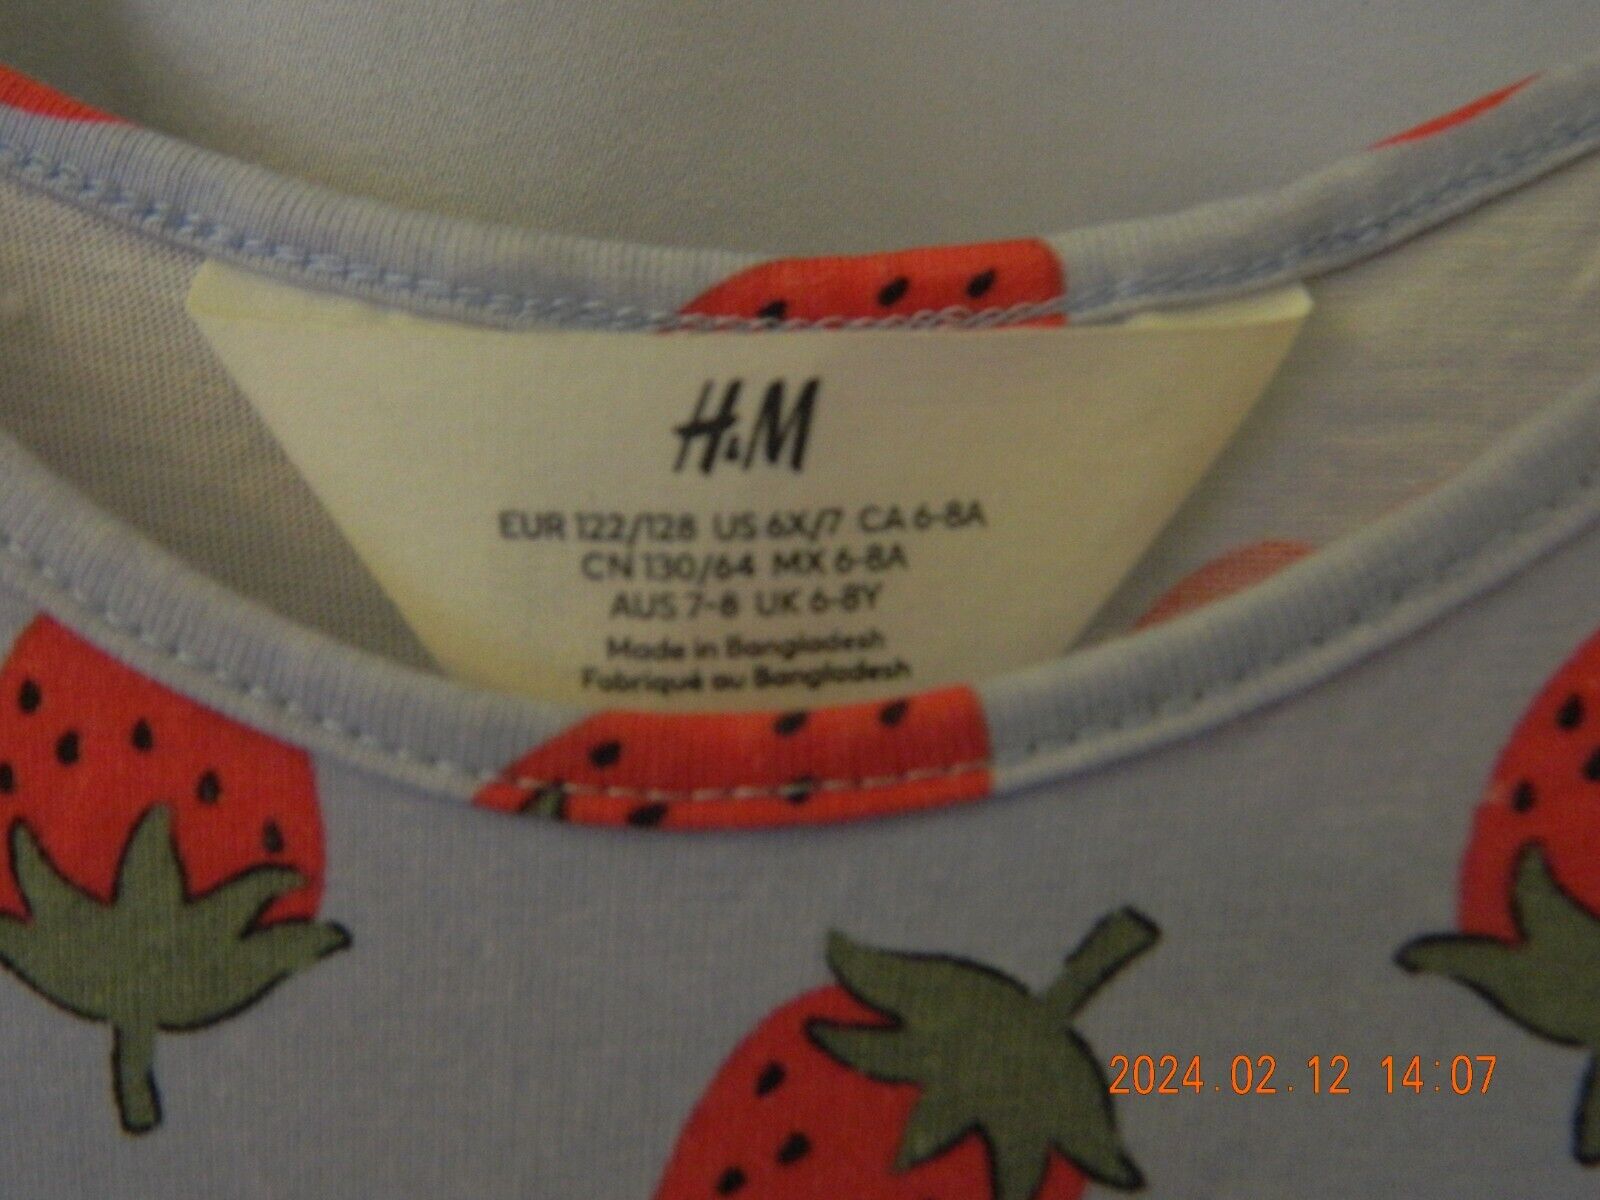 H&M
EUR 122/128 US 6X/7 CA 6-8A
CN 130/64 MX 6-8A
AUS 7-8 UK 6-8Y
Made in Bangladesh
Fabriqué au Bangladesh
2024.02.12 14:07